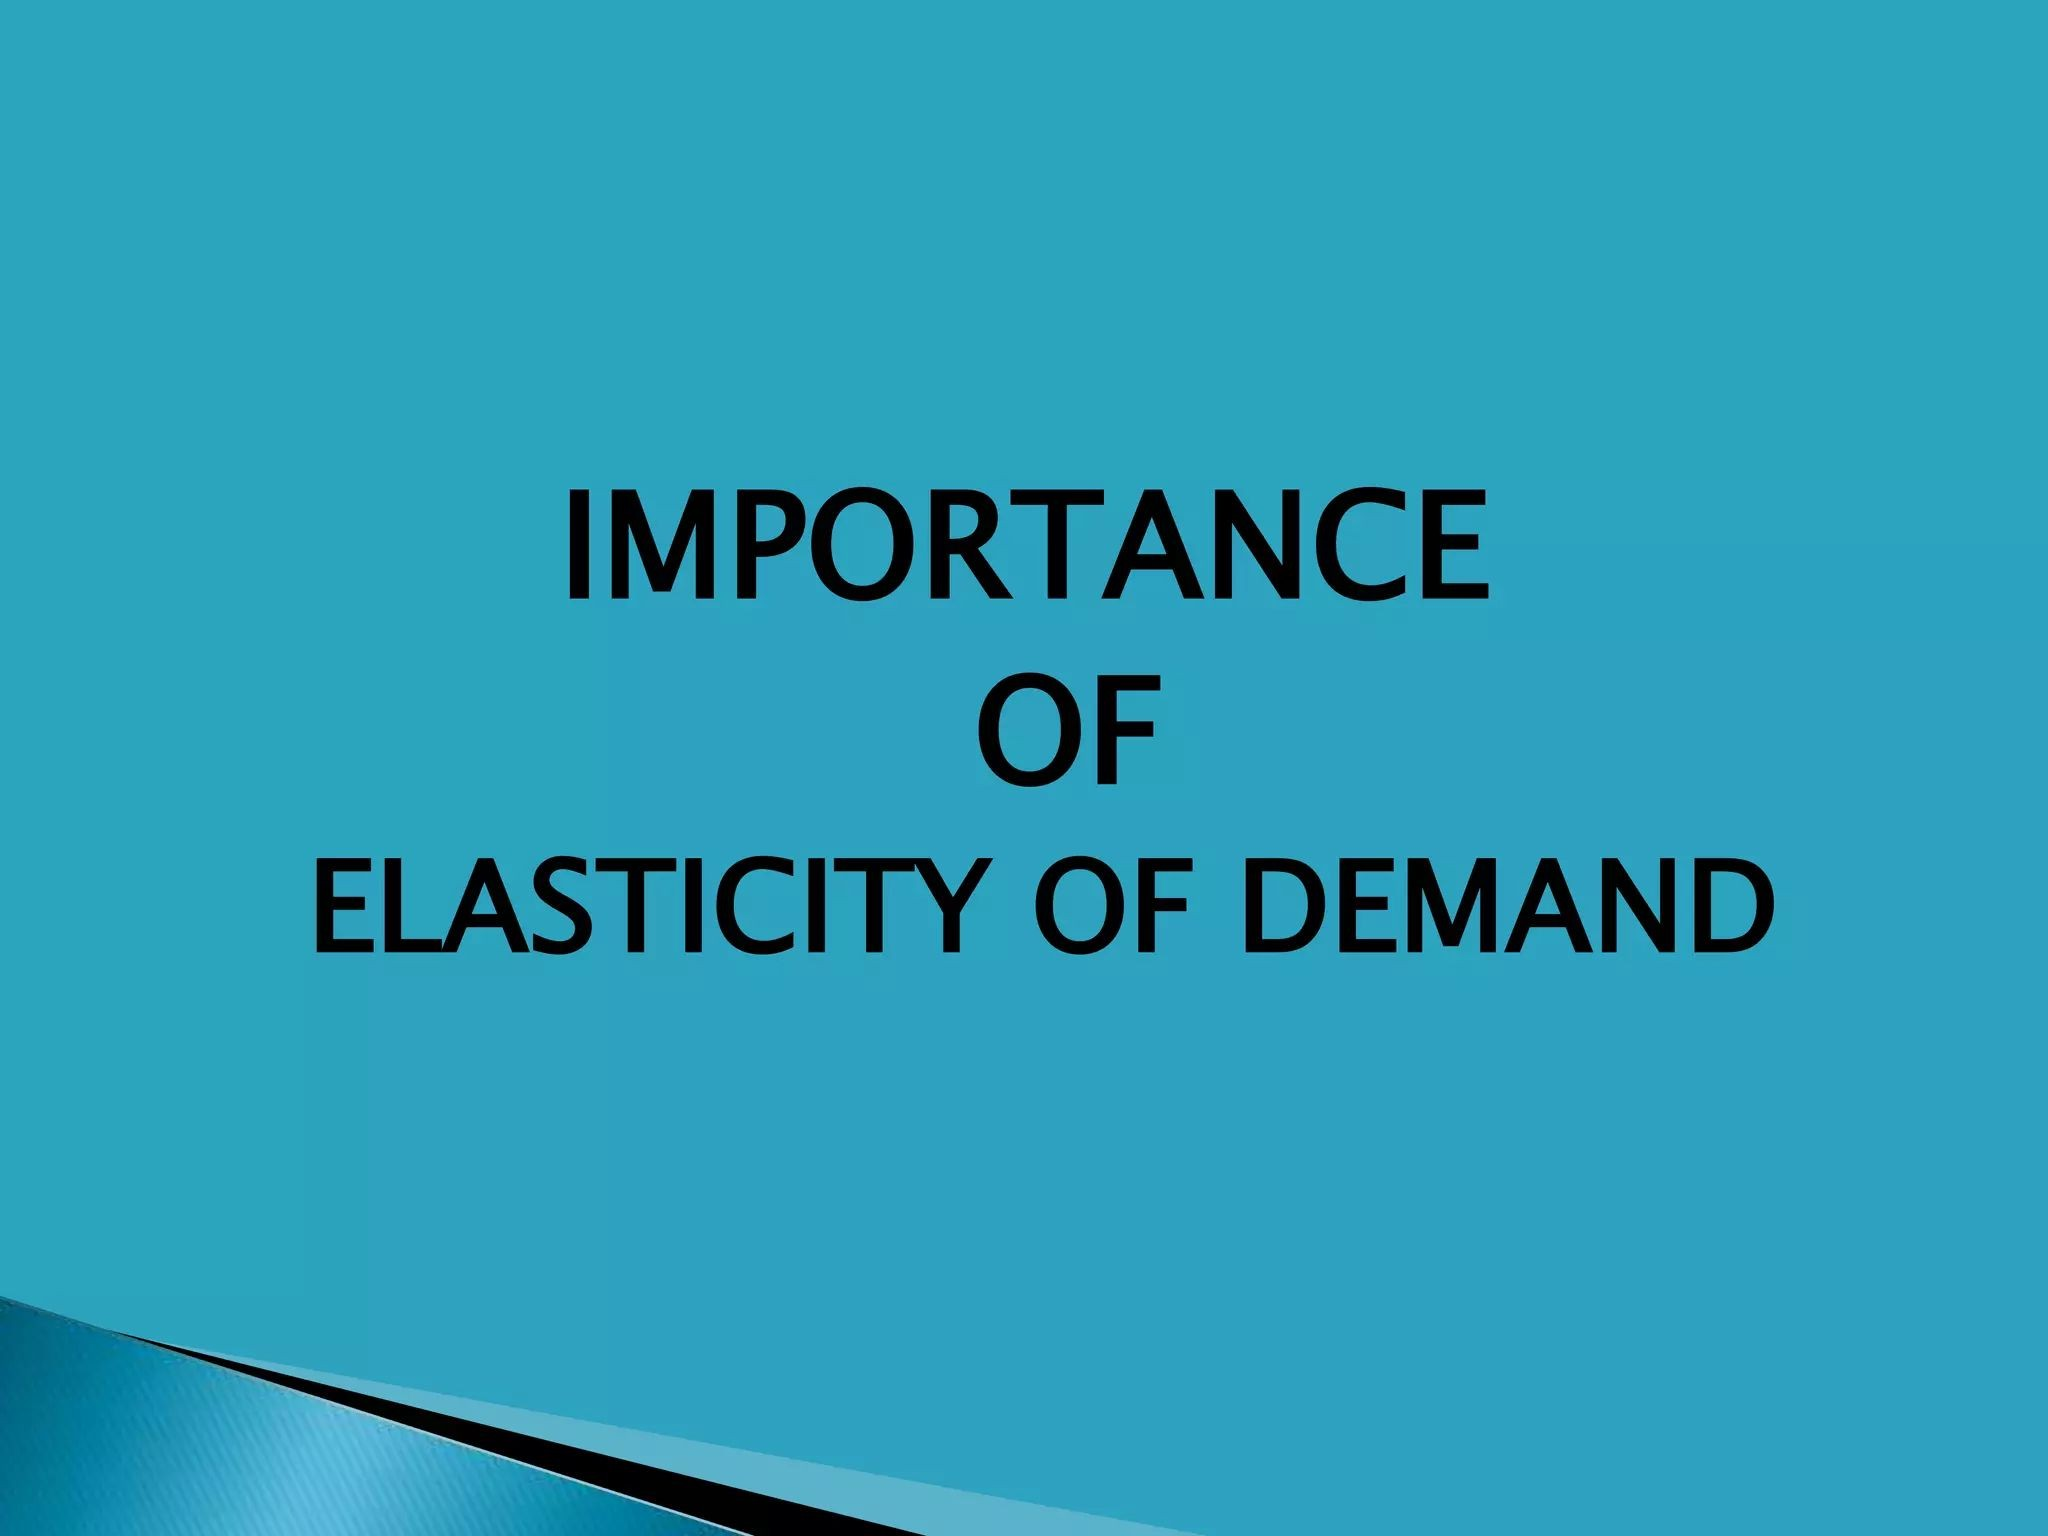 IMPORTANCE
OF
ELASTICITY OF DEMAND